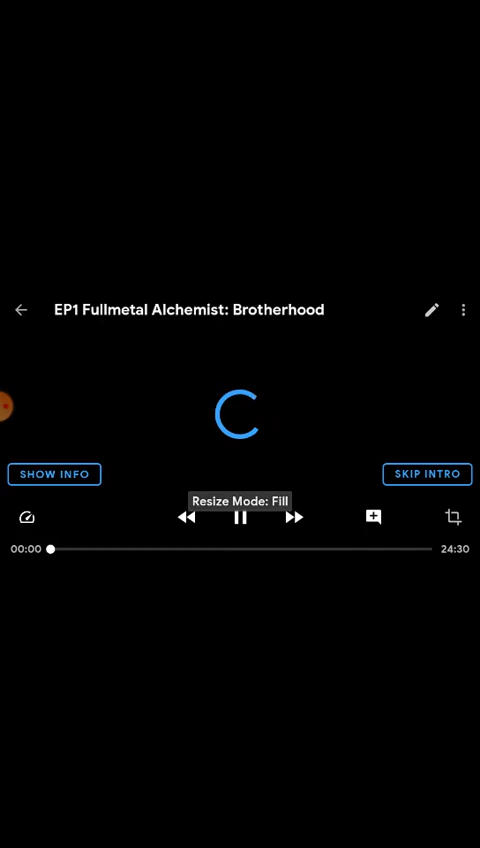 EP1 Fullmetal Alchemist: Brotherhood
SHOW INFO
SKIP INTRO
Resize Mode: Fill
00:00
24:30